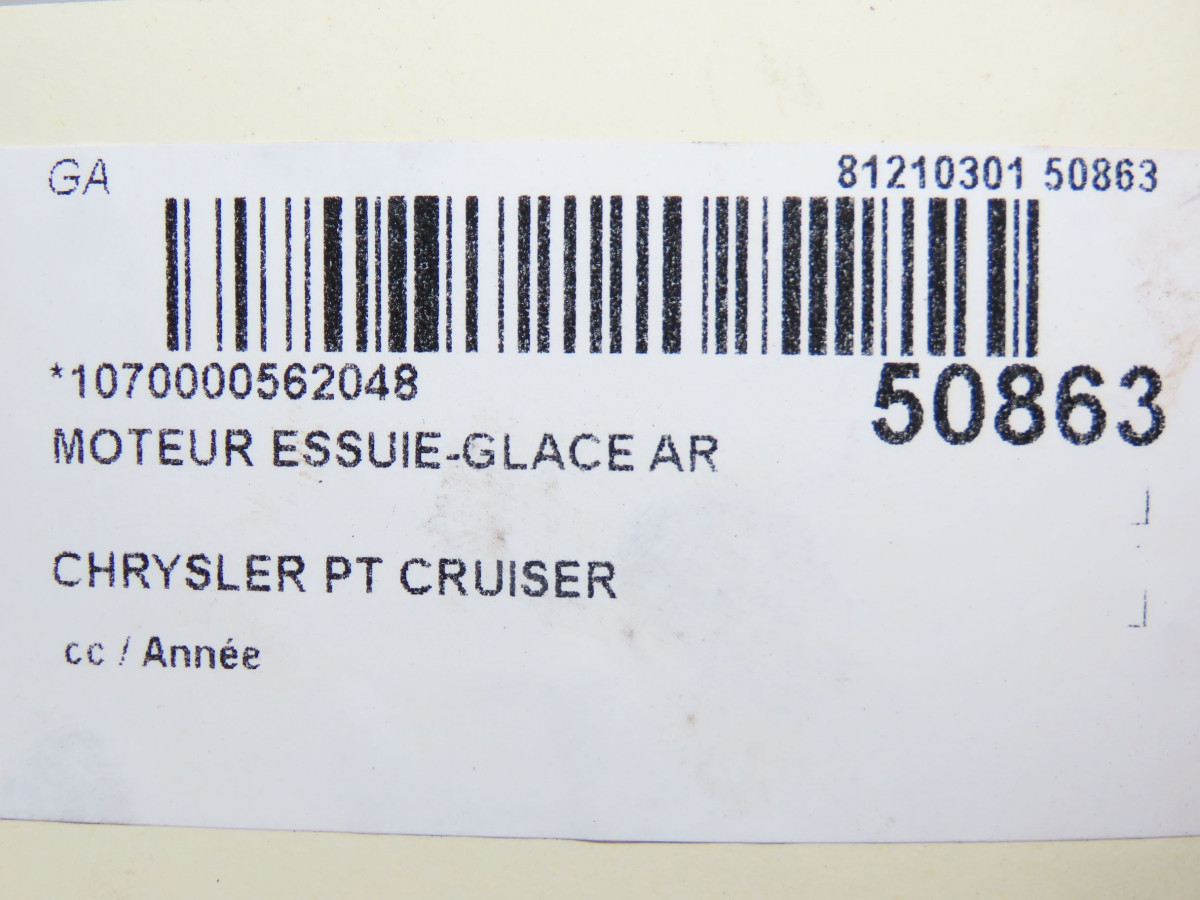 GA 81210301 50863
*1070000562048 50863
MOTEUR ESSUIE-GLACE AR
CHRYSLER PT CRUISER
cc / Année